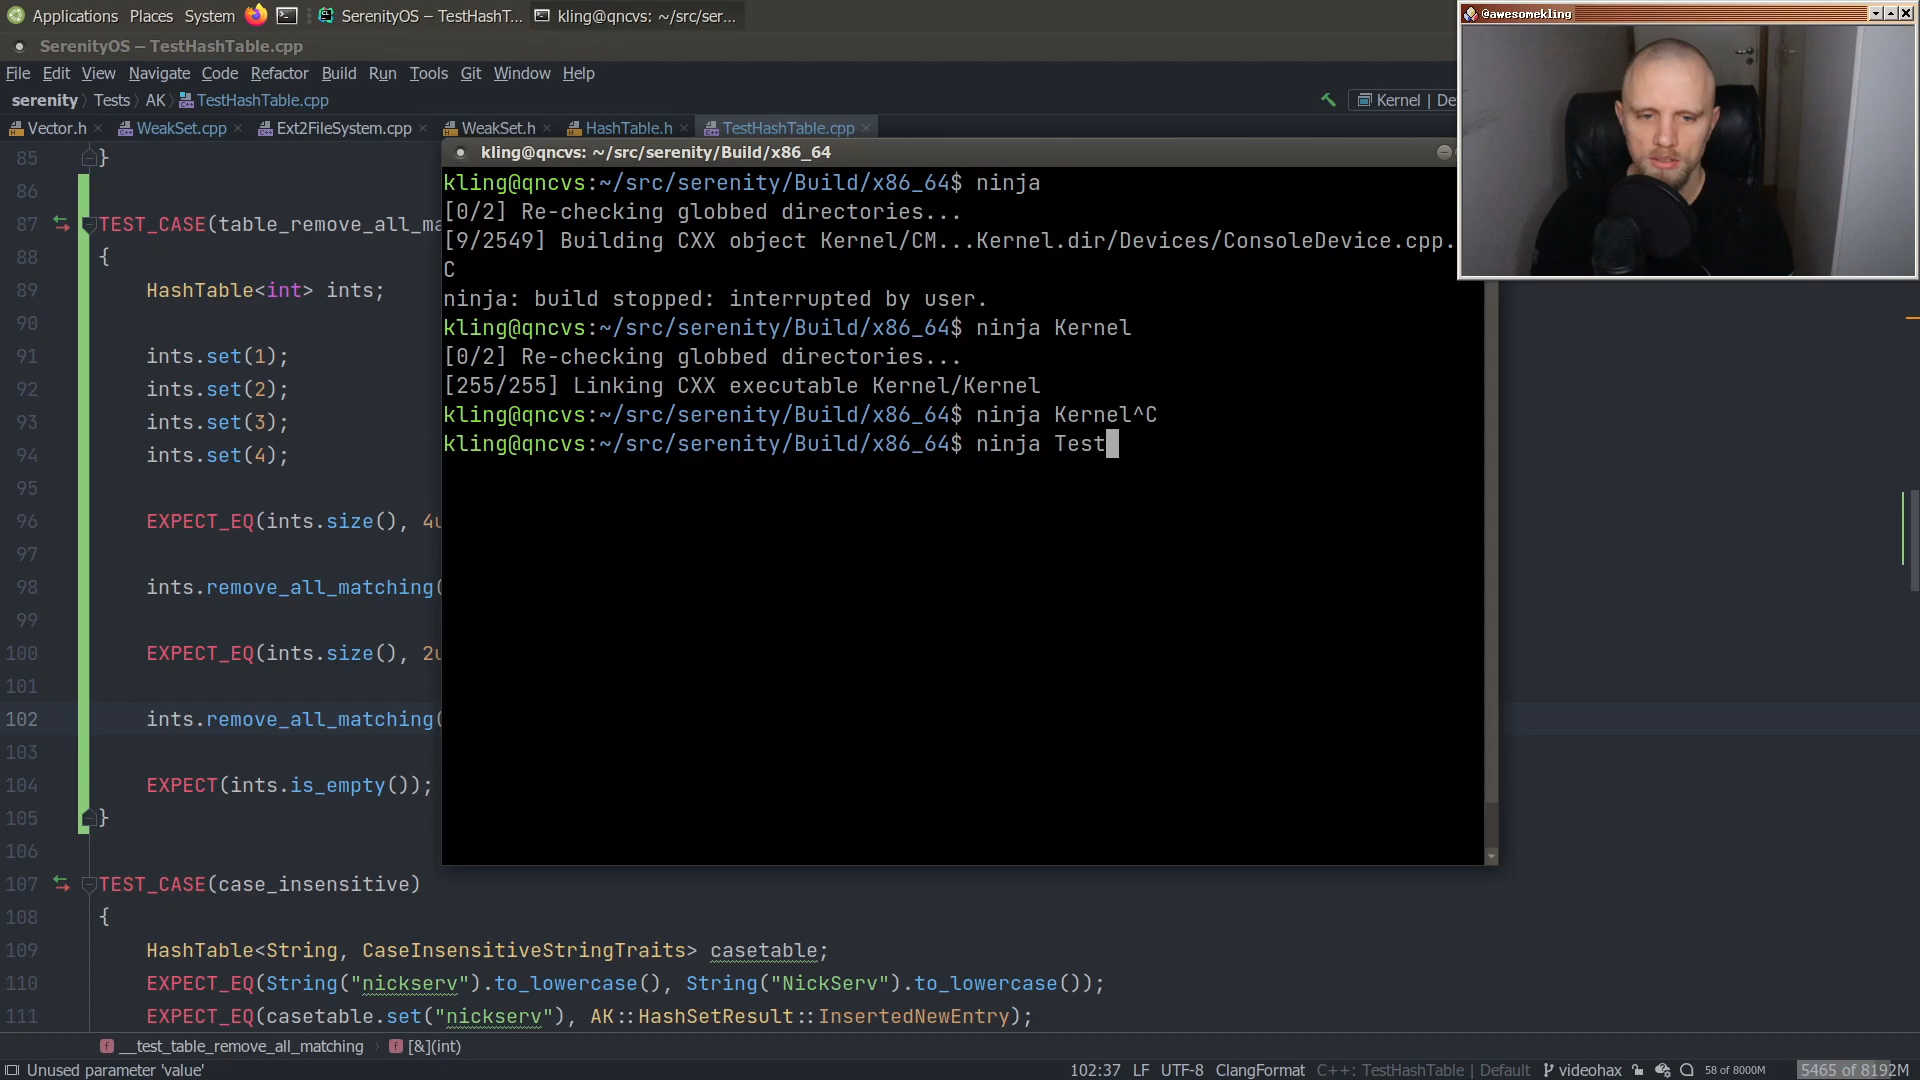 Applications Places System SerenityOS – TestHashT... kling@qncvs: ~/src/ser...
@awesomekling
SerenityOS – TestHashTable.cpp
File Edit View Navigate Code Refactor Build Run Tools Git Window Help
serenity Tests AK TestHashTable.cpp Kernel | De
Vector.h WeakSet.cpp Ext2FileSystem.cpp WeakSet.h HashTable.h TestHashTable.cpp
kling@qncvs: ~/src/serenity/Build/x86_64
kling@qncvs:~/src/serenity/Build/x86_64$ ninja
[0/2] Re-checking globbed directories...
[9/2549] Building CXX object Kernel/CM...Kernel.dir/Devices/ConsoleDevice.cpp.
C
ninja: build stopped: interrupted by user.
kling@qncvs:~/src/serenity/Build/x86_64$ ninja Kernel
[0/2] Re-checking globbed directories...
[255/255] Linking CXX executable Kernel/Kernel
kling@qncvs:~/src/serenity/Build/x86_64$ ninja Kernel^C
kling@qncvs:~/src/serenity/Build/x86_64$ ninja Test
85 }
86
87 TEST_CASE(table_remove_all_ma
88 {
89 HashTable<int> ints;
90
91 ints.set(1);
92 ints.set(2);
93 ints.set(3);
94 ints.set(4);
95
96 EXPECT_EQ(ints.size(), 4u
97
98 ints.remove_all_matching(
99
100 EXPECT_EQ(ints.size(), 2u
101
102 ints.remove_all_matching(
103
104 EXPECT(ints.is_empty());
105 }
106
107 TEST_CASE(case_insensitive)
108 {
109 HashTable<String, CaseInsensitiveStringTraits> casetable;
110 EXPECT_EQ(String("nickserv").to_lowercase(), String("NickServ").to_lowercase());
111 EXPECT_EQ(casetable.set("nickserv"), AK::HashSetResult::InsertedNewEntry);
f __test_table_remove_all_matching f [&](int)
Unused parameter 'value' 102:37 LF UTF-8 ClangFormat C++: TestHashTable | Default videohax 58 of 8000M 5465 of 8192M